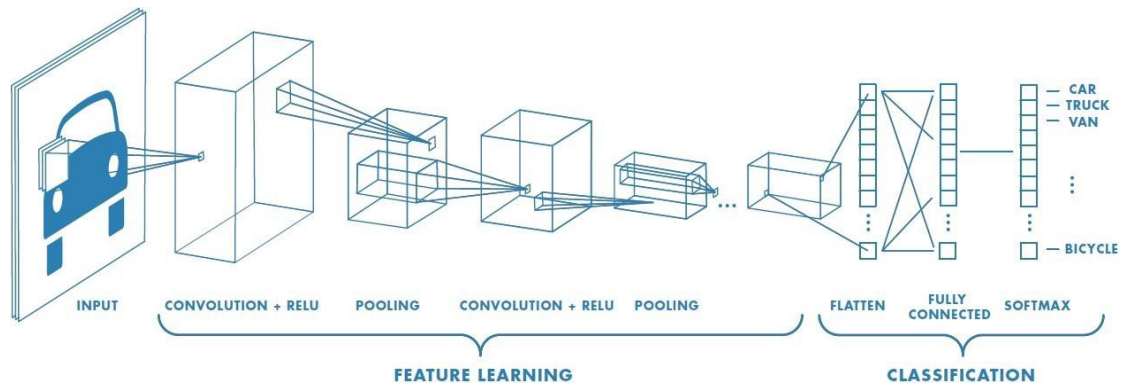 CAR
TRUCK
VAN
BICYCLE
INPUT
CONVOLUTION + RELU
POOLING
CONVOLUTION + RELU
POOLING
FLATTEN
FULLY
CONNECTED
SOFTMAX
FEATURE LEARNING
CLASSIFICATION